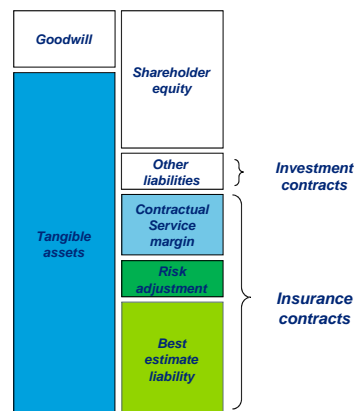 Goodwill
Shareholder
equity
Other
liabilities
Investment
contracts
Contractual
Service
margin
Tangible
assets
Risk
adjustment
Insurance
contracts
Best
estimate
liability